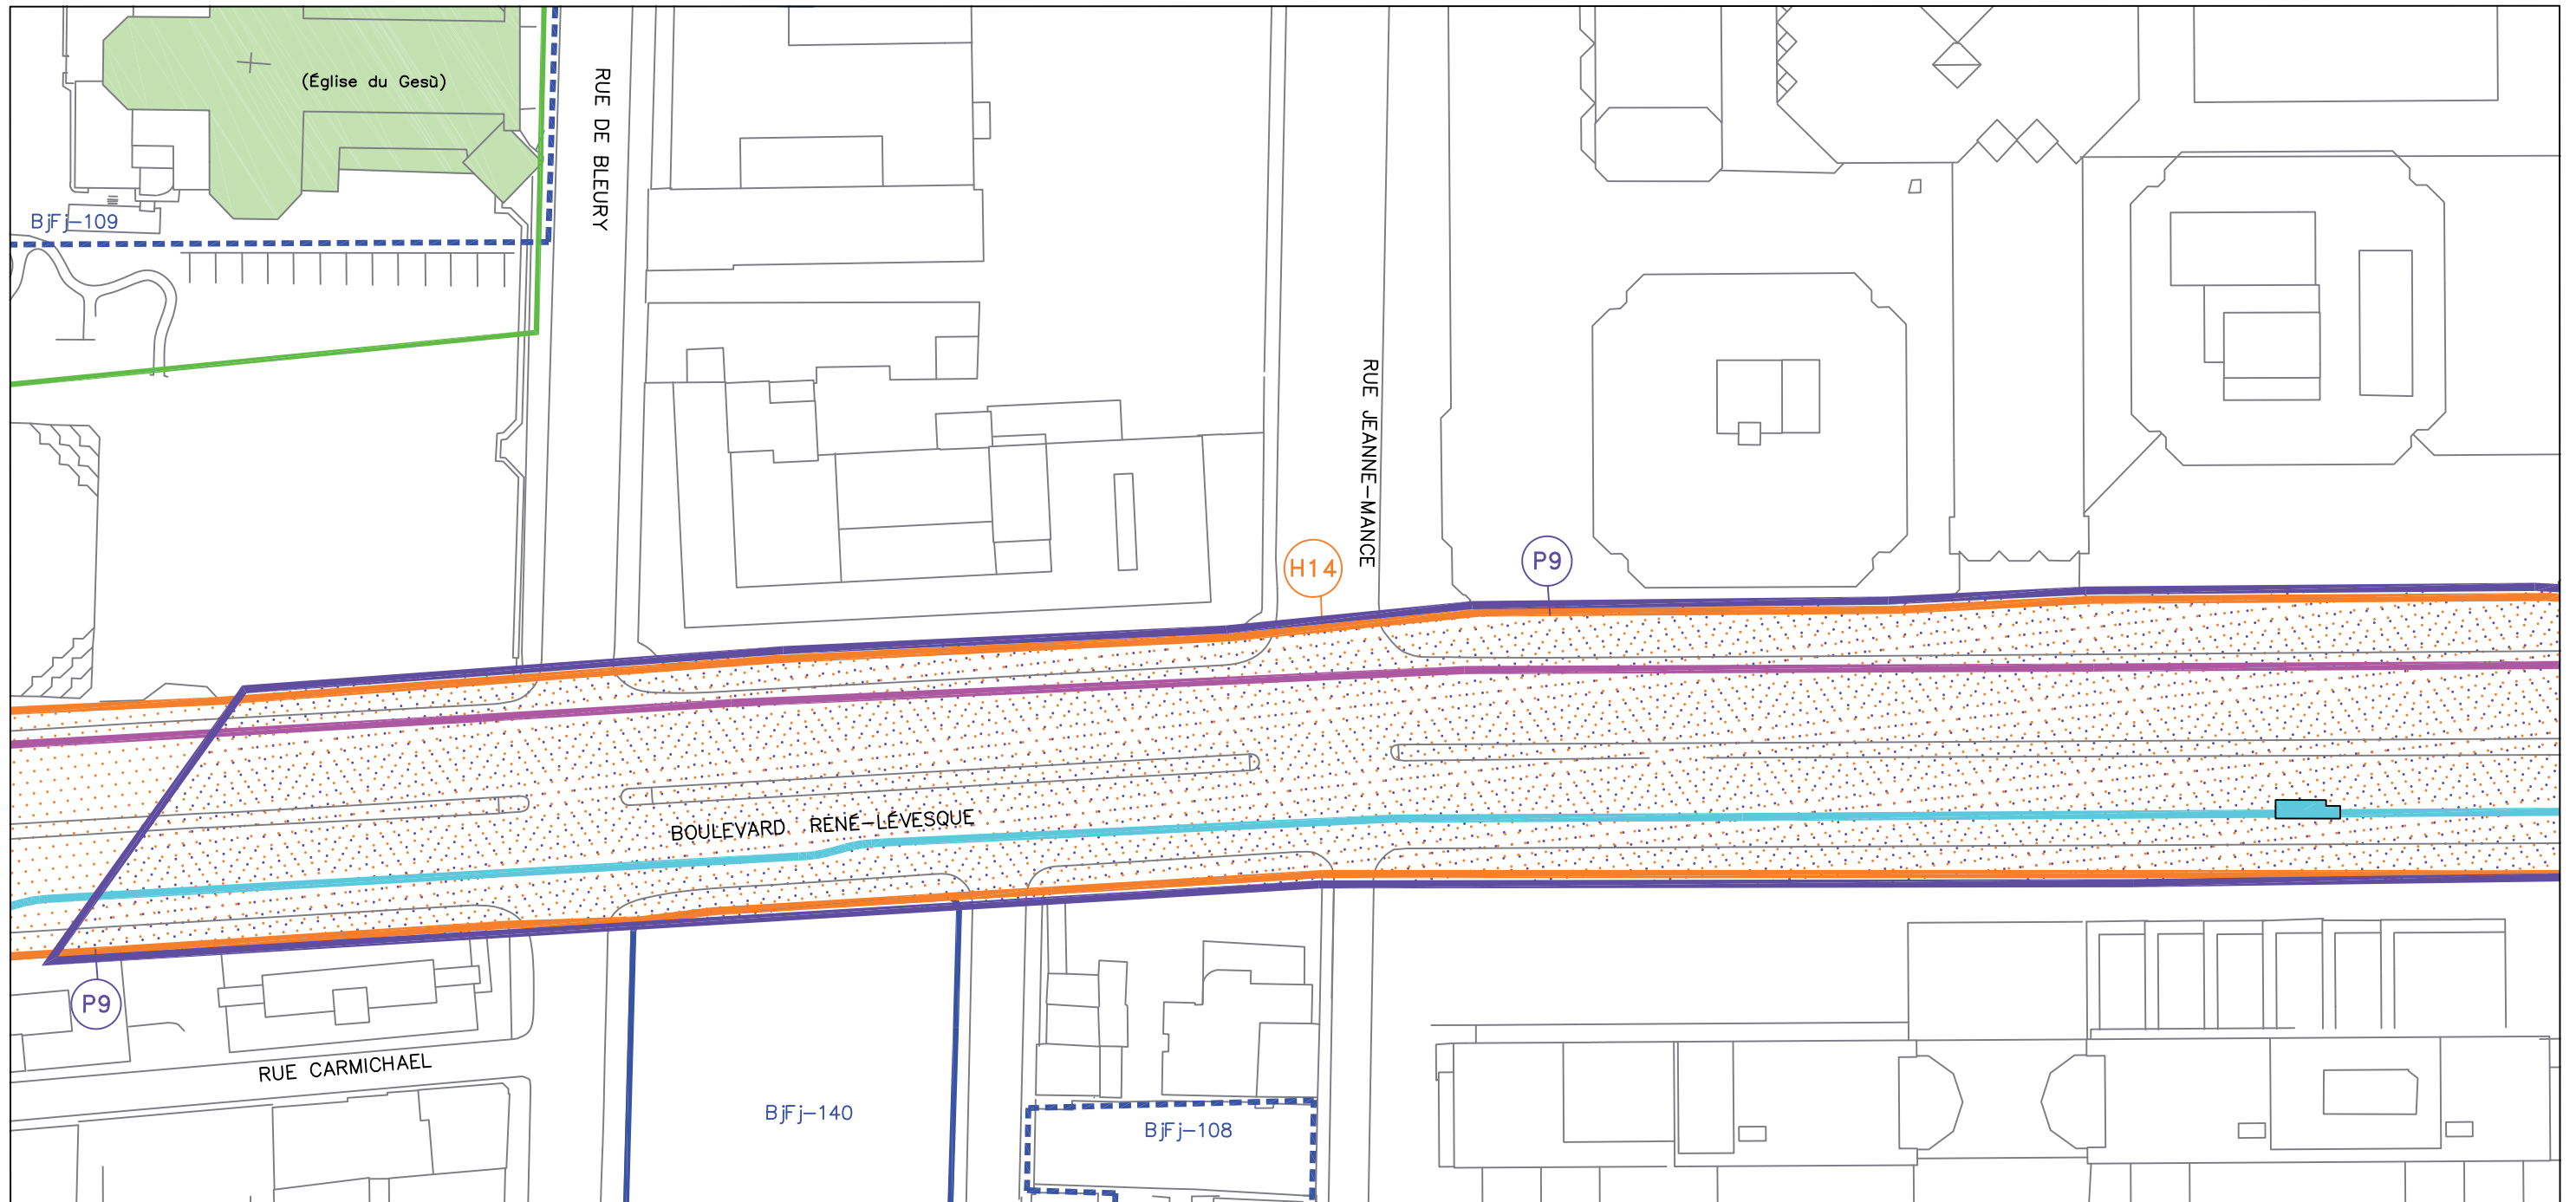 (Église du Gesù)
RUE DE BLEURY
BjFj-109
RUE JEANNE-MANCE
H14
P9
BOULEVARD RENÉ-LÉVESQUE
P9
RUE CARMICHAEL
BjFj-140
BjFj-108